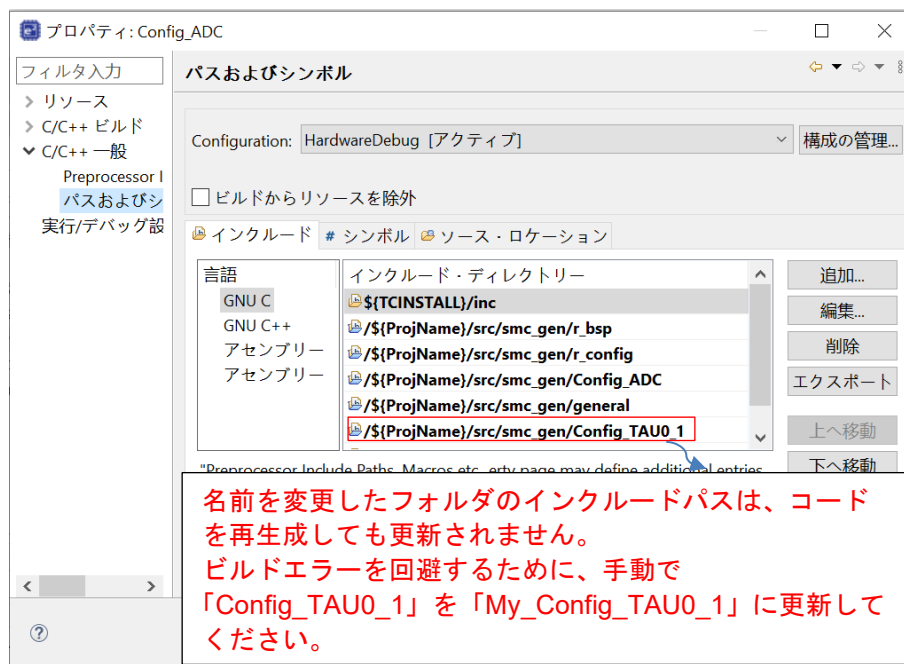 プロパティ: Config_ADC
フィルタ入力
リソース
C/C++ ビルド
C/C++ 一般
Preprocessor I
パスおよびシ
実行/デバッグ設
パスおよびシンボル
Configuration: HardwareDebug [アクティブ]
構成の管理...
ビルドからリソースを除外
インクルード # シンボル ソース・ロケーション
言語
GNU C
GNU C++
アセンブリー
アセンブリー
インクルード・ディレクトリー
${TCINSTALL}/inc
/${ProjName}/src/smc_gen/r_bsp
/${ProjName}/src/smc_gen/r_config
/${ProjName}/src/smc_gen/Config_ADC
/${ProjName}/src/smc_gen/general
/${ProjName}/src/smc_gen/Config_TAU0_1
追加...
編集...
削除
エクスポート
上へ移動
下へ移動
"Preprocessor Include Paths, Macros etc. erty page may define additional entries
名前を変更したフォルダのインクルードパスは、コード
を再生成しても更新されません。
ビルドエラーを回避するために、手動で
「Config_TAU0_1」を「My_Config_TAU0_1」に更新して
ください。